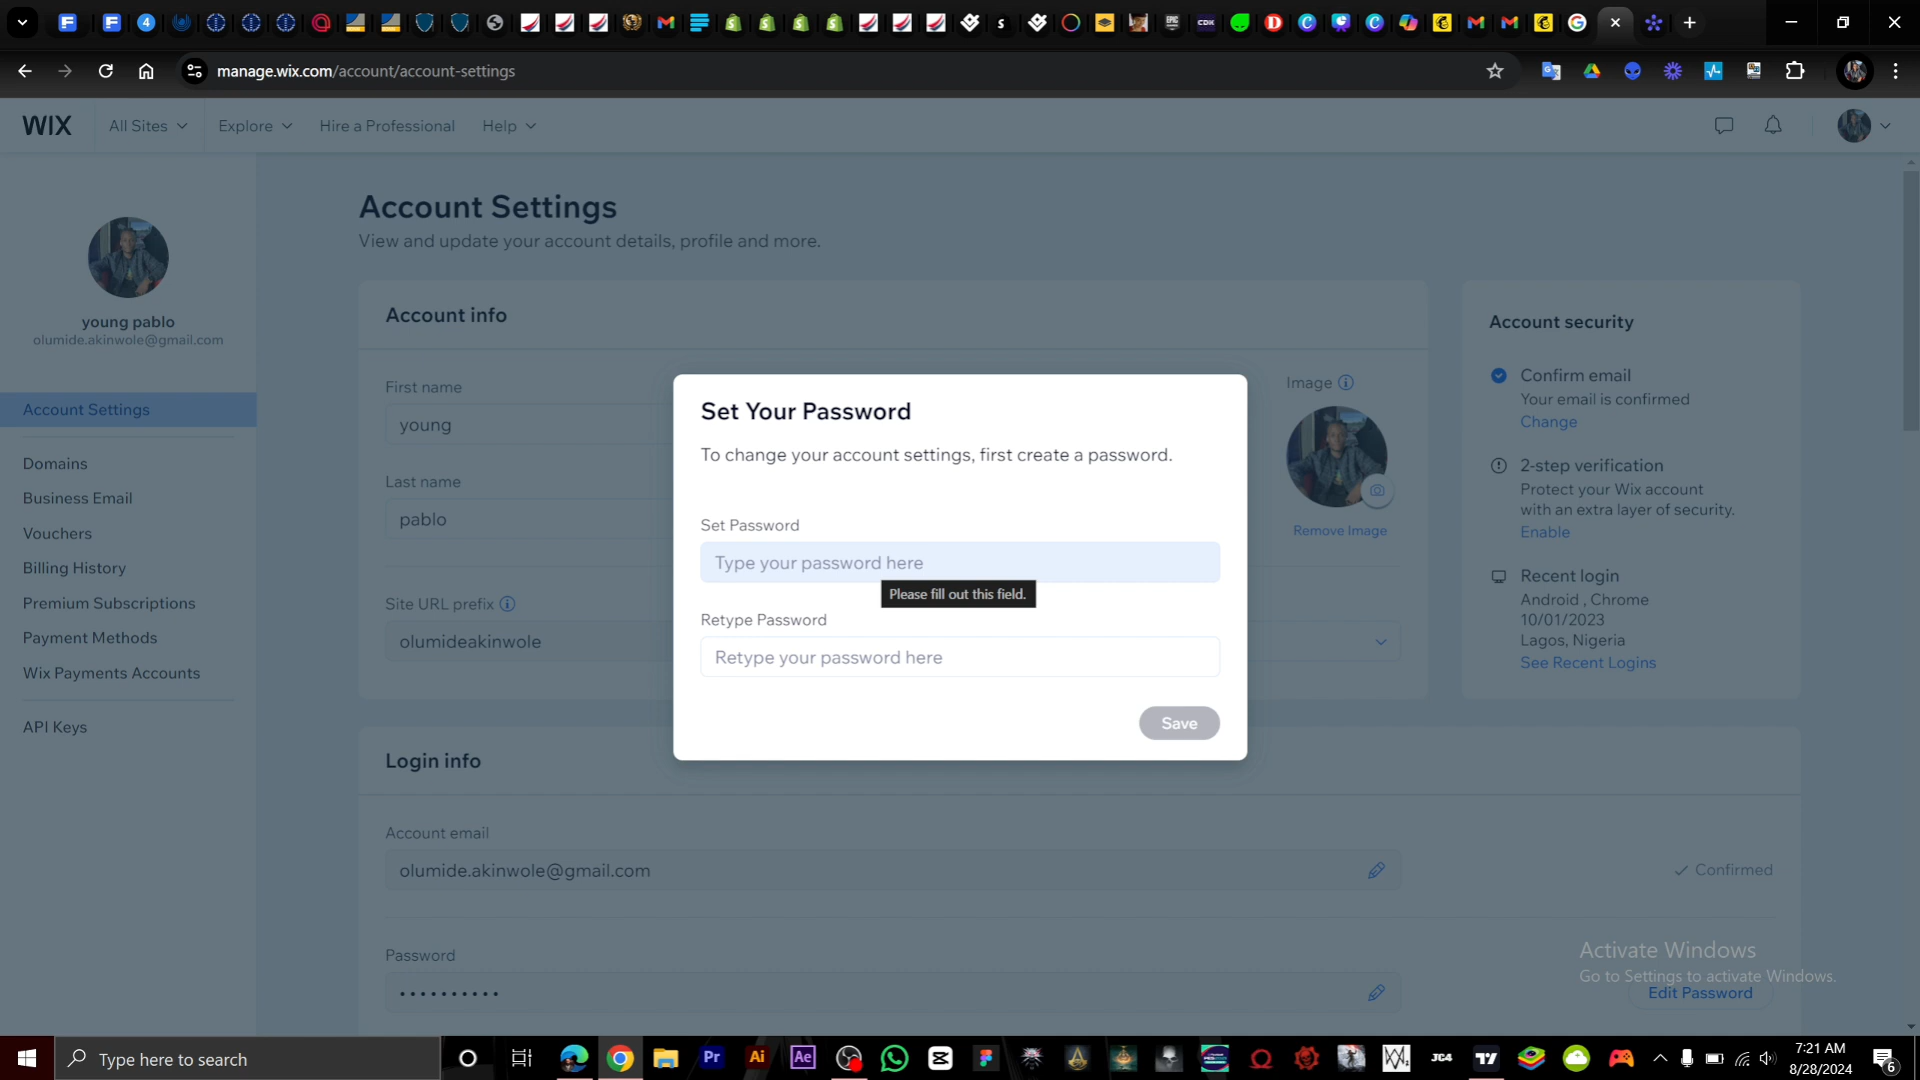 manage.wix.com/account/account-settings
WIX
All Sites
Explore
Hire a Professional
Help
young pablo
olumide.akinwole@gmail.com
Account Settings
Domains
Business Email
Vouchers
Billing History
Premium Subscriptions
Payment Methods
Wix Payments Accounts
API Keys
Account Settings
View and update your account details, profile and more.
Account info
First name
young
Last name
pablo
Image
Remove Image
Site URL prefix
olumideakinwole
Set Your Password
To change your account settings, first create a password.
Set Password
Type your password here
Please fill out this field.
Retype Password
Retype your password here
Save
Account security
Confirm email
Your email is confirmed
Change
2-step verification
Protect your Wix account
with an extra layer of security.
Enable
Recent login
Android , Chrome
10/01/2023
Lagos, Nigeria
See Recent Logins
Login info
Account email
olumide.akinwole@gmail.com
Confirmed
Password
Edit Password
Activate Windows
Go to Settings to activate Windows.
Type here to search
Pr
Ai
Ae
JC4
7:21 AM
8/28/2024
6